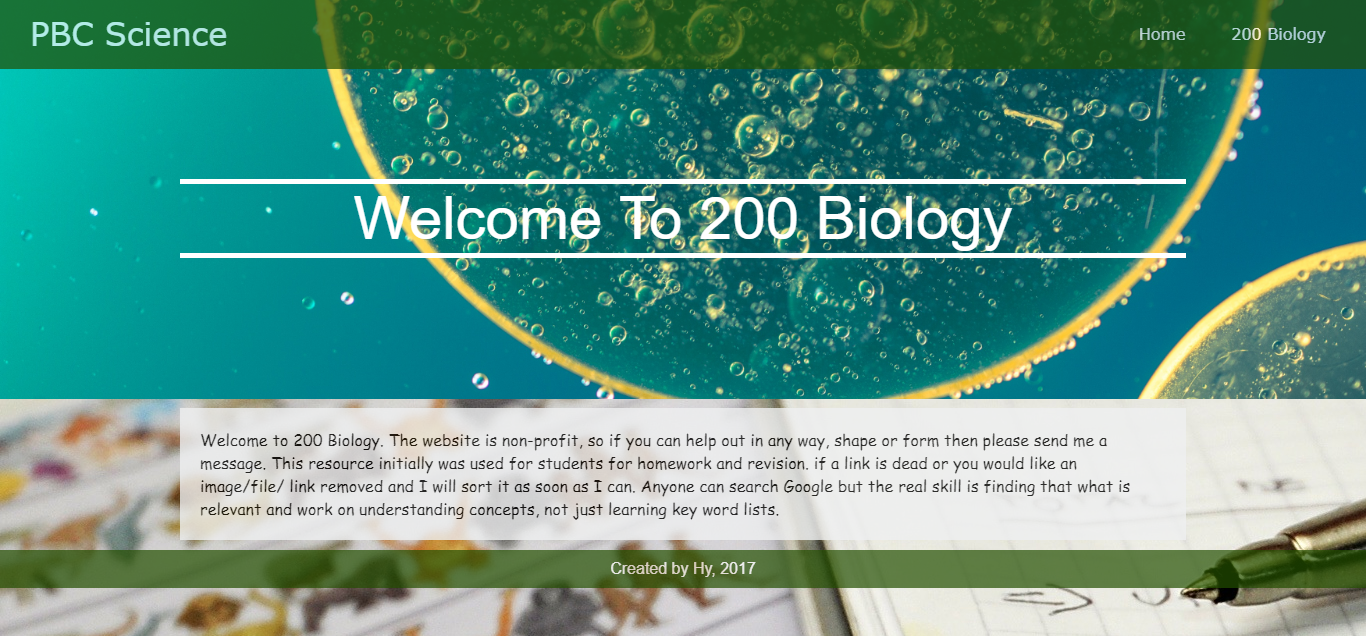 PBC Science
Home
200 Biology
Welcome To 200 Biology
Welcome to 200 Biology. The website is non-profit, so if you can help out in any way, shape or form then please send me a
message. This resource initially was used for students for homework and revision. if a link is dead or you would like an
image/file/ link removed and I will sort it as soon as I can. Anyone can search Google but the real skill is finding that what is
relevant and work on understanding concepts, not just learning key word lists.
Created by Hy, 2017